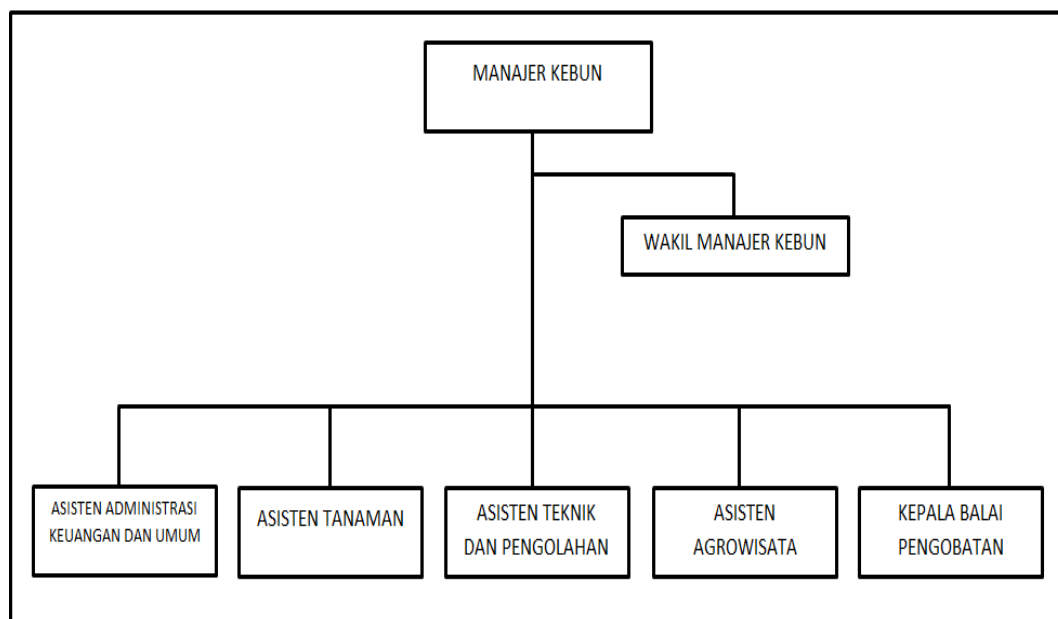 MANAJER KEBUN
WAKIL MANAJER KEBUN
ASISTEN ADMINISTRASI
KEUANGAN DAN UMUM
ASISTEN TANAMAN
ASISTEN TEKNIK
DAN PENGOLAHAN
ASISTEN
AGROWISATA
KEPALA BALAI
PENGOBATAN